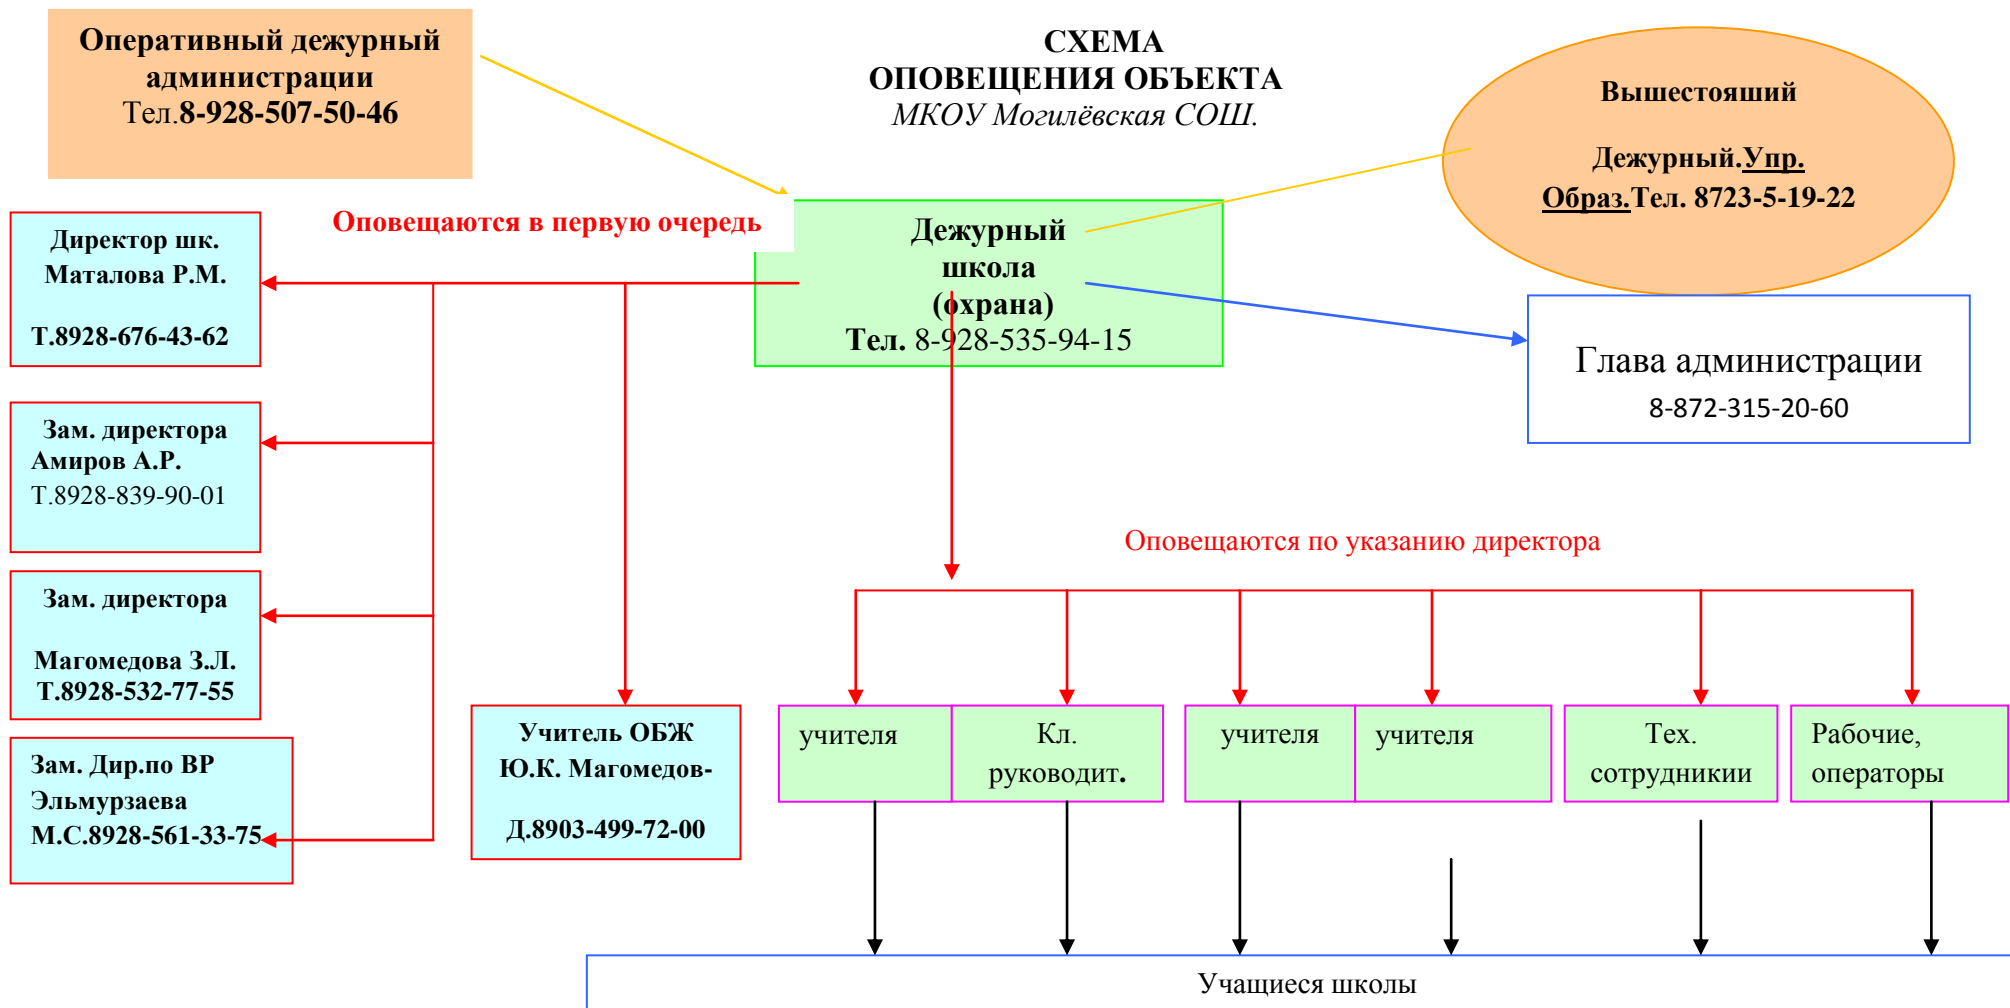 Оперативный дежурный
администрации
Тел.8-928-507-50-46
СХЕМА
ОПОВЕЩЕНИЯ ОБЪЕКТА
МКОУ Могилёвская СОШ.
Вышестояший
Дежурный.Упр.
Образ.Тел. 8723-5-19-22
Оповещаются в первую очередь
Дежурный
школа
(охрана)
Тел. 8-928-535-94-15
Глава администрации
8-872-315-20-60
Директор шк.
Маталова Р.М.
Т.8928-676-43-62
Зам. директора
Амиров А.Р.
Т.8928-839-90-01
Зам. директора
Магомедова З.Л.
Т.8928-532-77-55
Зам. Дир.по ВР
Эльмурзаева
М.С.8928-561-33-75
Учитель ОБЖ
Ю.К. Магомедов-
Д.8903-499-72-00
Оповещаются по указанию директора
учителя
Кл.
руководит.
учителя
учителя
Тех.
сотрудникии
Рабочие,
операторы
Учащиеся школы